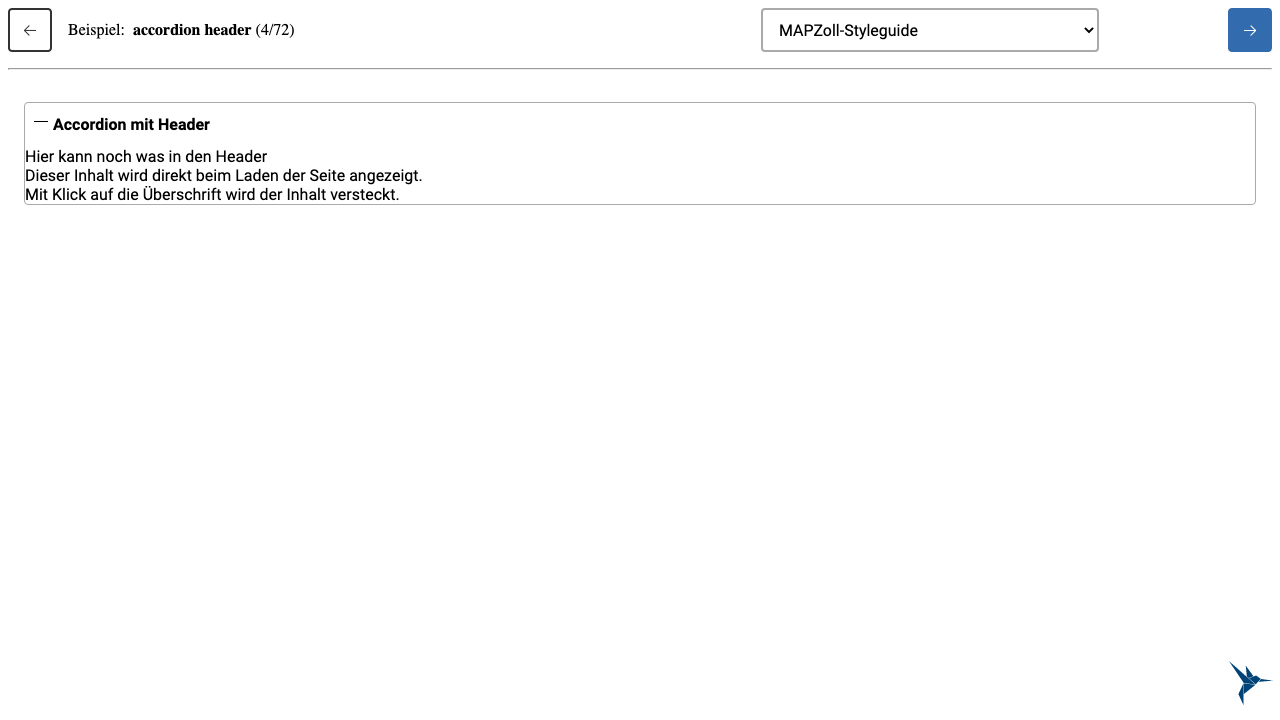 Beispiel: accordion header (4/72)
MAPZoll-Styleguide
Accordion mit Header
Hier kann noch was in den Header
Dieser Inhalt wird direkt beim Laden der Seite angezeigt.
Mit Klick auf die Überschrift wird der Inhalt versteckt.